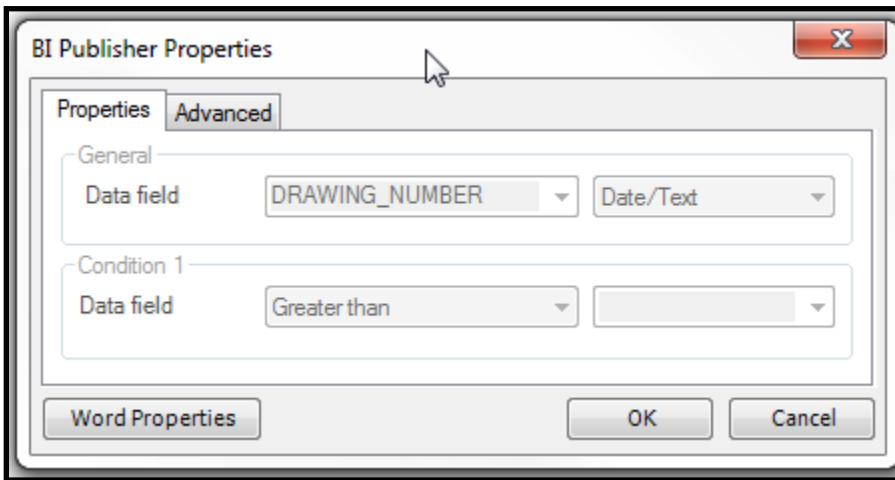 BI Publisher Properties
Properties Advanced
General
Data field DRAWING_NUMBER Date/Text
Condition 1
Data field Greater than
Word Properties OK Cancel